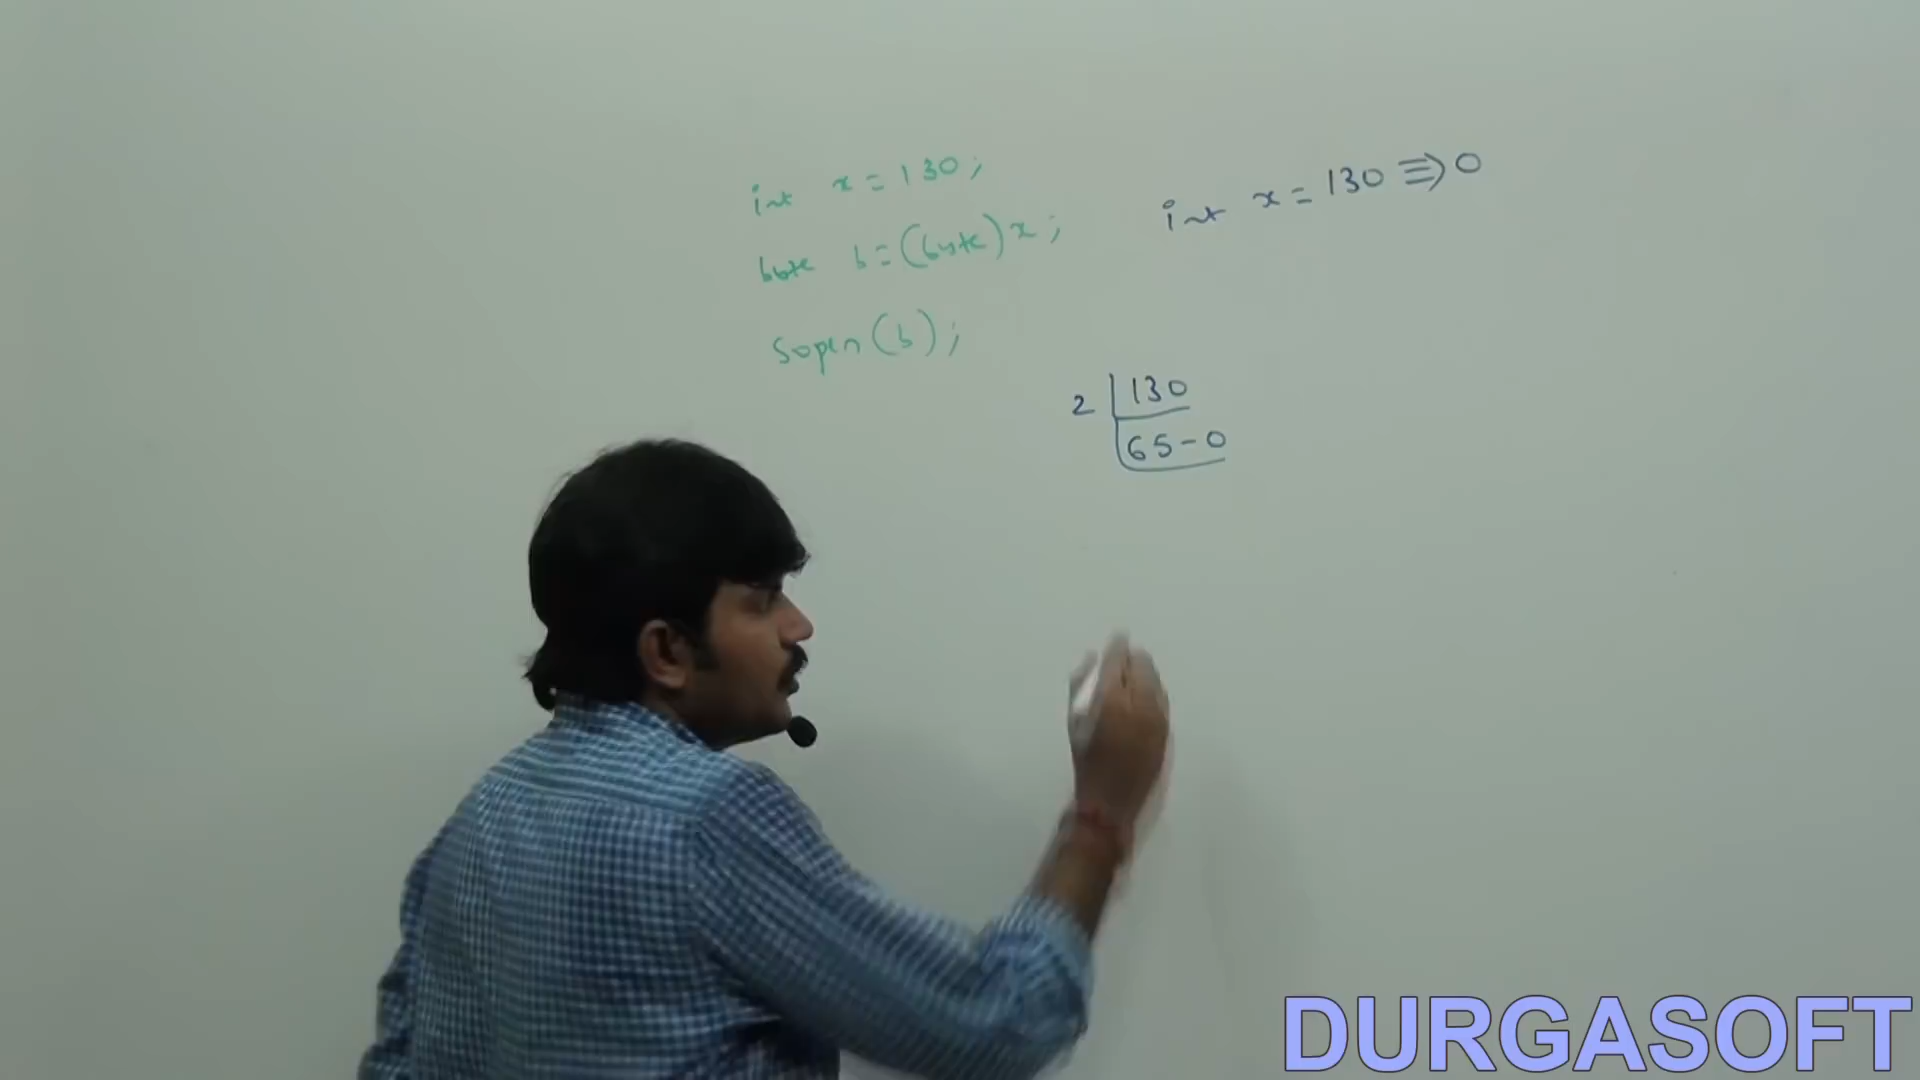 int x = 130;
byte b = (byte)x;
sopln(b);
int x = 130 ⇒ 0
2 | 130
65 - 0
DURGASOFT